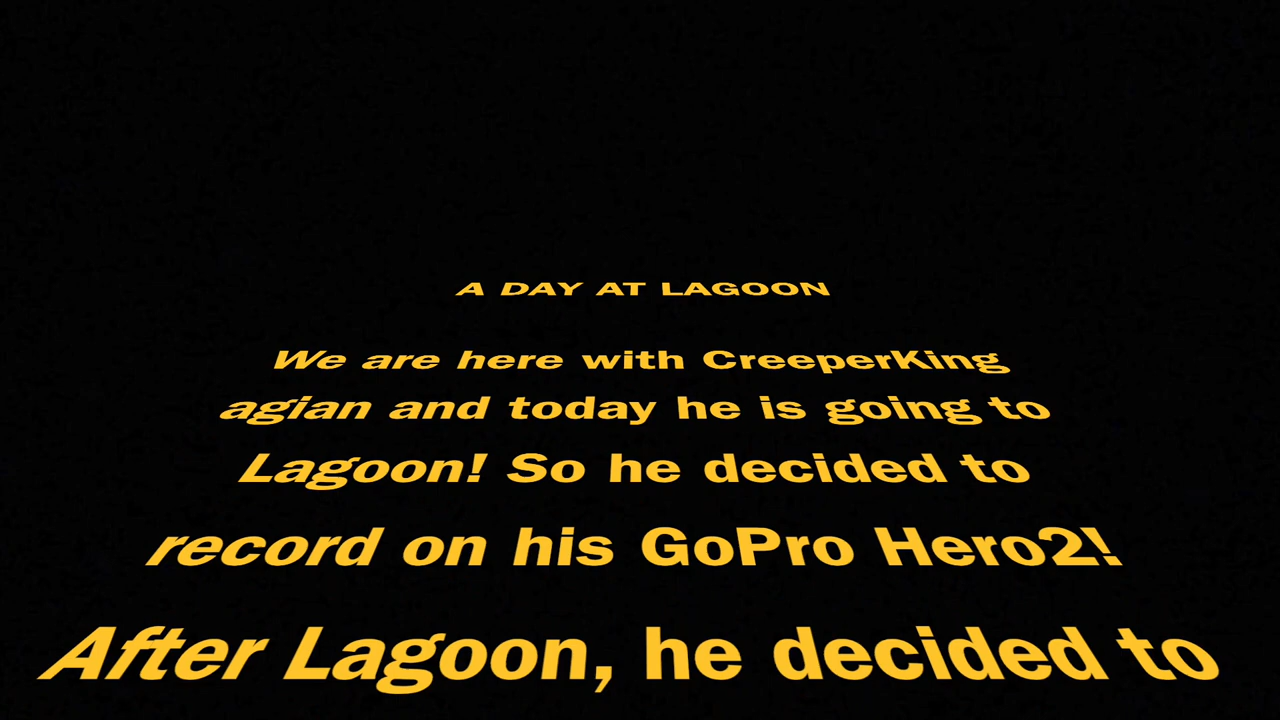 A DAY AT LAGOON
We are here with CreeperKing
agian and today he is going to
Lagoon! So he decided to
record on his GoPro Hero2!
After Lagoon, he decided to